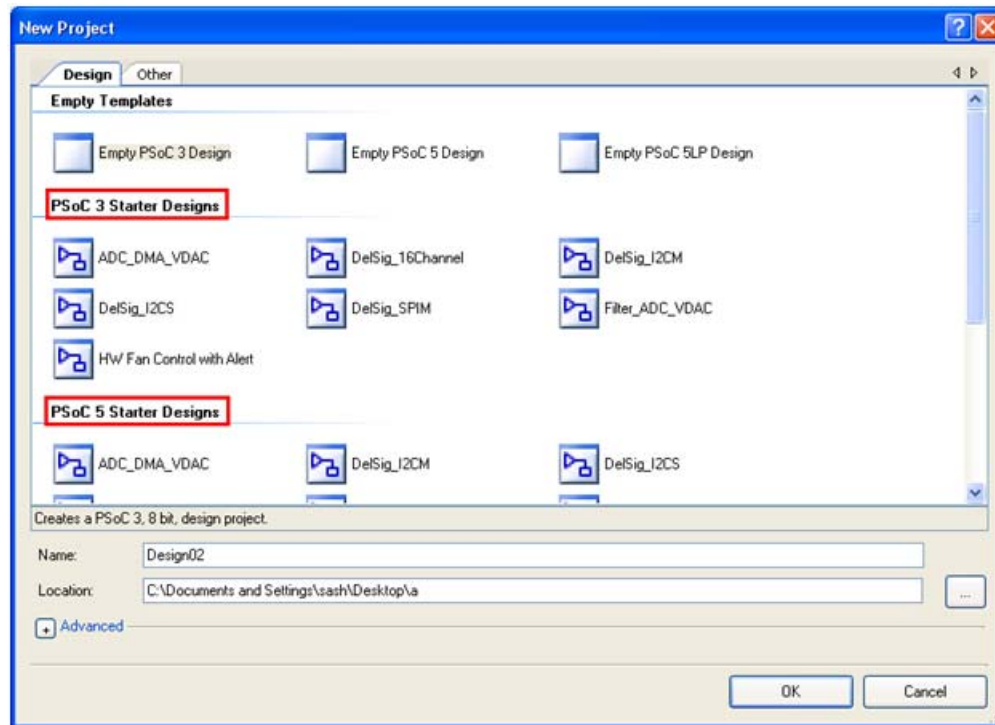 New Project
Design Other
Empty Templates
Empty PSoC 3 Design Empty PSoC 5 Design Empty PSoC 5LP Design
PSoC 3 Starter Designs
ADC_DMA_VDAC DelSig_16Channel DelSig_I2CM
DelSig_I2CS DelSig_SPIM Filter_ADC_VDAC
HW Fan Control with Alert
PSoC 5 Starter Designs
ADC_DMA_VDAC DelSig_I2CM DelSig_I2CS
Creates a PSoC 3, 8 bit, design project.
Name: Design02
Location: C:\Documents and Settings\sash\Desktop\a ...
Advanced
OK Cancel